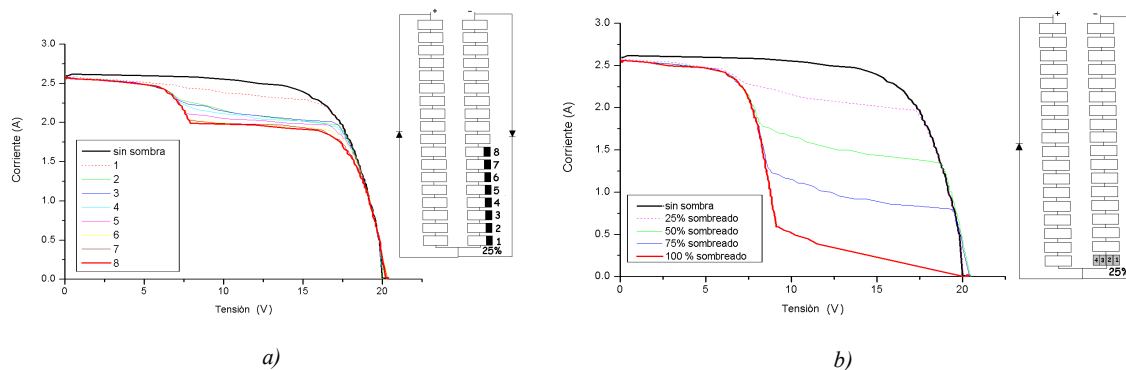 + −
3.0
2.5
2.0
1.5
1.0
0.5
0.0
Corriente (A)
sin sombra
1
2
3
4
5
6
7
8
0 5 10 15 20
Tensiòn (V)
8
7
6
5
4
3
2
1
25%
a)
+ −
3.0
2.5
2.0
1.5
1.0
0.5
0.0
Corriente (A)
sin sombra
25% sombreado
50% sombreado
75% sombreado
100 % sombreado
0 5 10 15 20
Tensiòn (V)
4 3 2 1
25%
b)